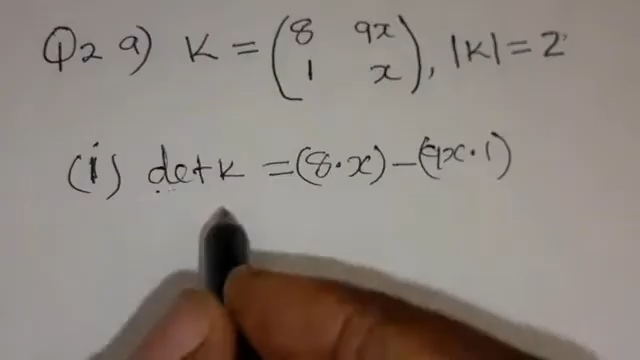 Q2 a) K = (8 9x
1 x), |K| = 2
(i) det K = (8·x) – (9x·1)